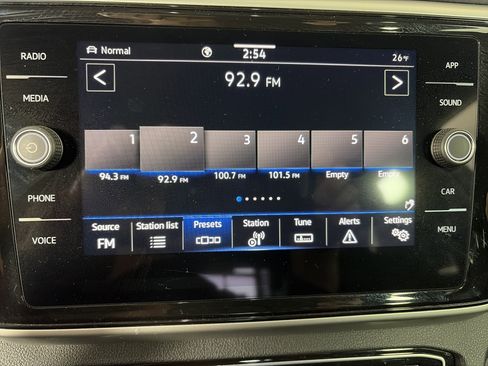 RADIO
MEDIA
PHONE
VOICE
Normal
2:54
26°F
92.9 FM
1 2 3 4 5 6
94.3 FM 92.9 FM 100.7 FM 101.5 FM Empty Empty
Source Station list Presets Station Tune Alerts Settings
FM
APP
SOUND
CAR
MENU